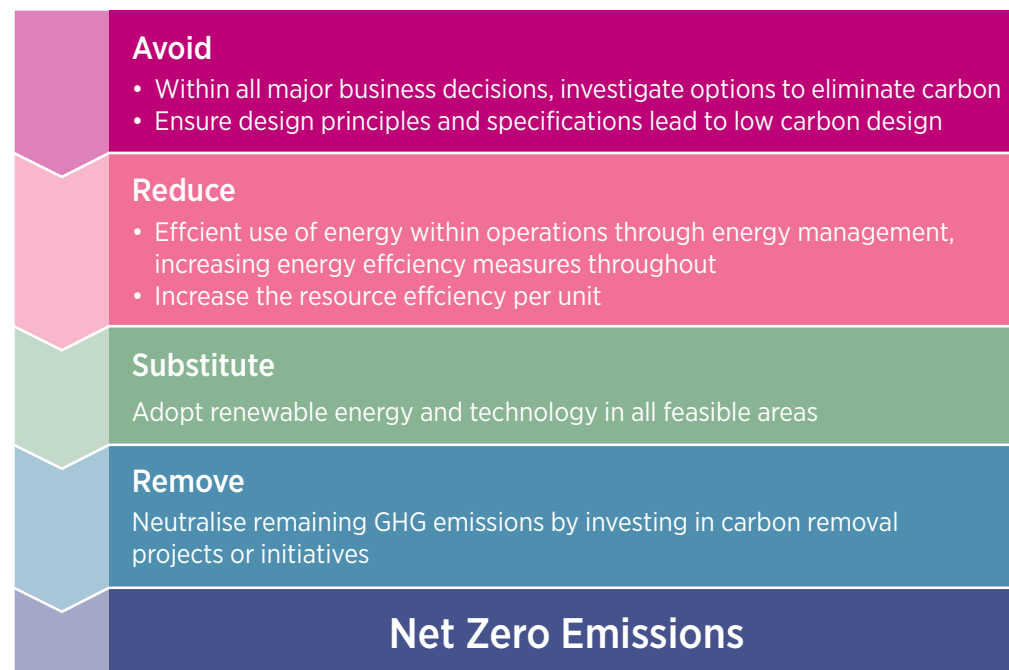 Avoid
• Within all major business decisions, investigate options to eliminate carbon
• Ensure design principles and specifications lead to low carbon design
Reduce
• Effcient use of energy within operations through energy management,
increasing energy effciency measures throughout
• Increase the resource effciency per unit
Substitute
Adopt renewable energy and technology in all feasible areas
Remove
Neutralise remaining GHG emissions by investing in carbon removal
projects or initiatives
Net Zero Emissions